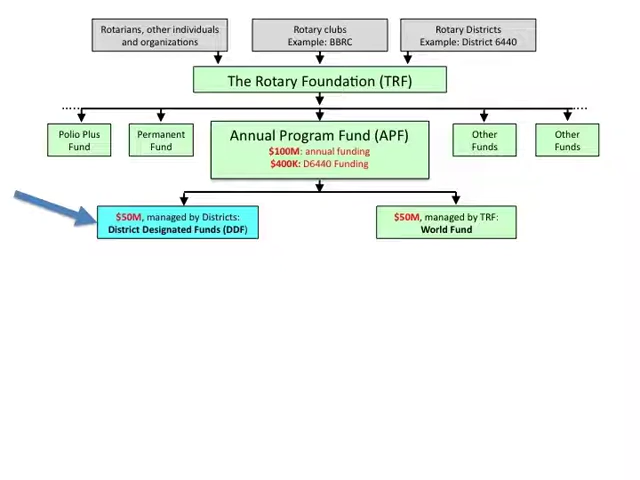 Rotarians, other individuals
and organizations
Rotary clubs
Example: BBRC
Rotary Districts
Example: District 6440
The Rotary Foundation (TRF)
Polio Plus
Fund
Permanent
Fund
Annual Program Fund (APF)
$100M: annual funding
$400K: D6440 Funding
Other
Funds
Other
Funds
$50M, managed by Districts:
District Designated Funds (DDF)
$50M, managed by TRF:
World Fund